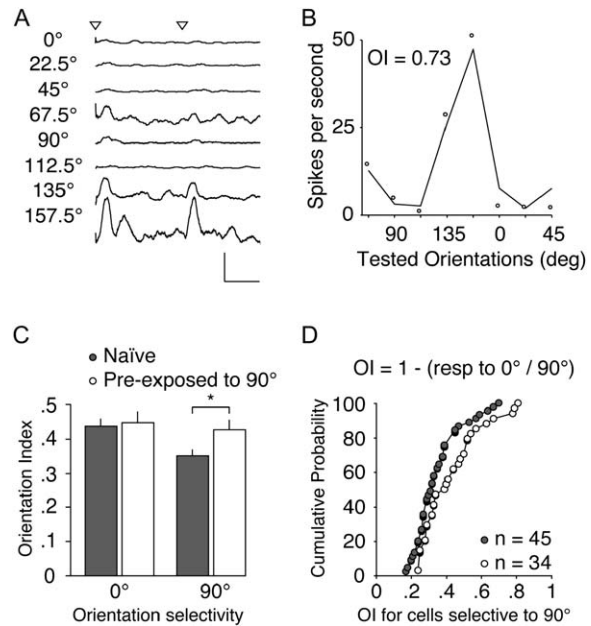 A
0°
22.5°
45°
67.5°
90°
112.5°
135°
157.5°
B
OI = 0.73
Spikes per second
50
25
0
90 135 0 45
Tested Orientations (deg)
C
Naïve
Pre-exposed to 90°
Orientation Index
.5
.4
.3
.2
.1
0
*
0° 90°
Orientation selectivity
D
OI = 1 - (resp to 0° / 90°)
Cumulative Probability
100
80
60
40
20
0
n = 45
n = 34
0 .2 .4 .6 .8 1
OI for cells selective to 90°